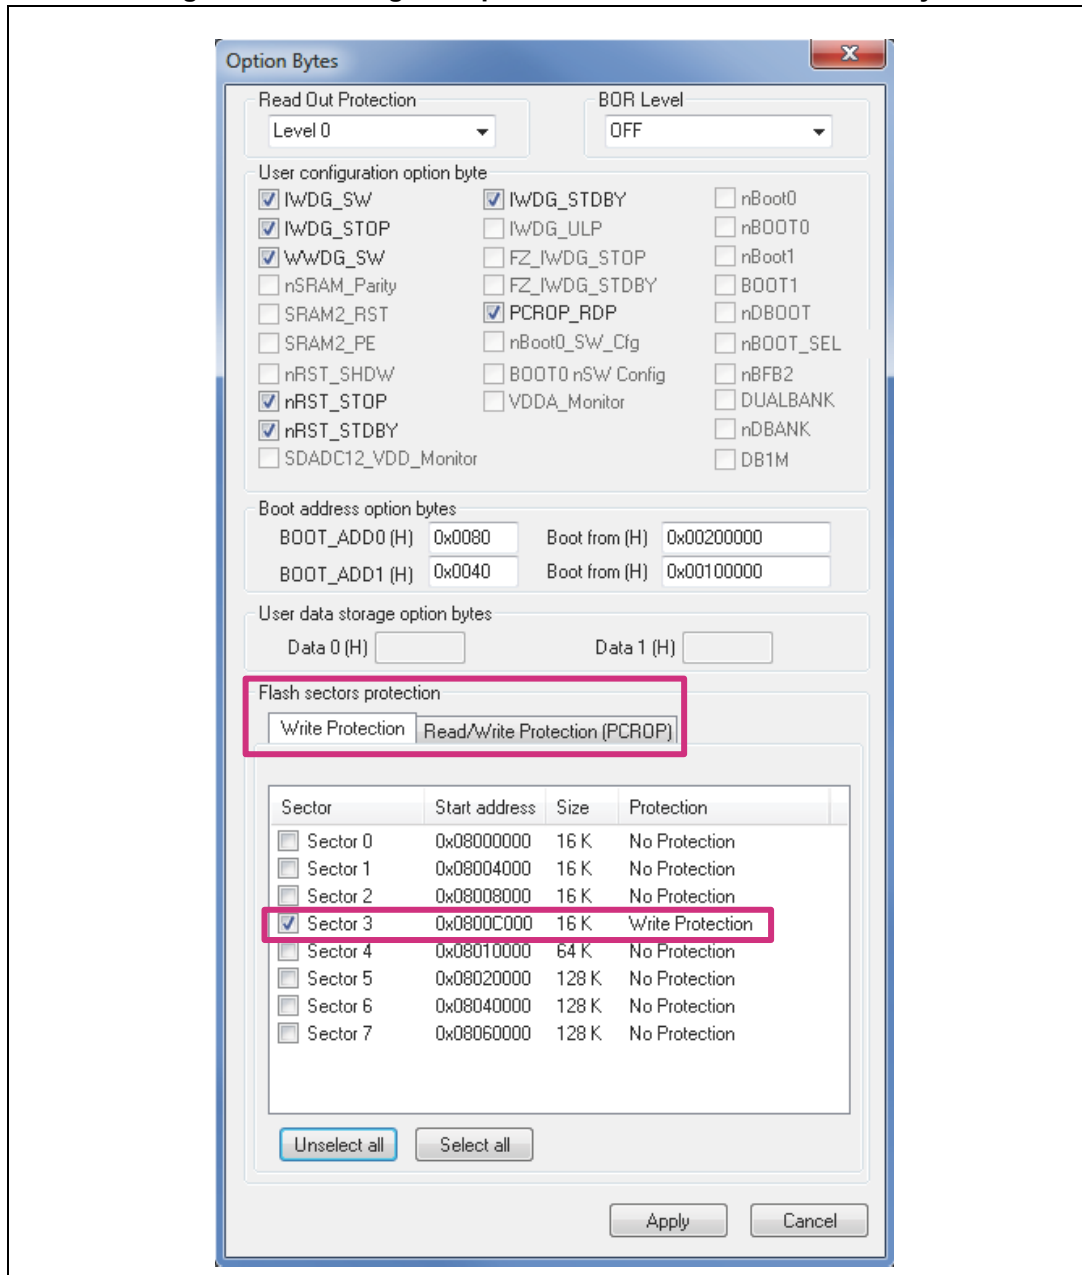 Option Bytes
Read Out Protection BOR Level
Level 0 OFF
User configuration option byte
IWDG_SW IWDG_STDBY nBoot0
IWDG_STOP IWDG_ULP nBOOT0
WWDG_SW FZ_IWDG_STOP nBoot1
nSRAM_Parity FZ_IWDG_STDBY BOOT1
SRAM2_RST PCROP_RDP nDBOOT
SRAM2_PE nBoot0_SW_Cfg nBOOT_SEL
nRST_SHDW BOOT0 nSW Config nBFB2
nRST_STOP VDDA_Monitor DUALBANK
nRST_STDBY nDBANK
SDADC12_VDD_Monitor DB1M
Boot address option bytes
BOOT_ADD0 (H) 0x0080 Boot from (H) 0x00200000
BOOT_ADD1 (H) 0x0040 Boot from (H) 0x00100000
User data storage option bytes
Data 0 (H) Data 1 (H)
Flash sectors protection
Write Protection Read/Write Protection (PCROP)
Sector Start address Size Protection
Sector 0 0x08000000 16 K No Protection
Sector 1 0x08004000 16 K No Protection
Sector 2 0x08008000 16 K No Protection
Sector 3 0x0800C000 16 K Write Protection
Sector 4 0x08010000 64 K No Protection
Sector 5 0x08020000 128 K No Protection
Sector 6 0x08040000 128 K No Protection
Sector 7 0x08060000 128 K No Protection
Unselect all Select all
Apply Cancel